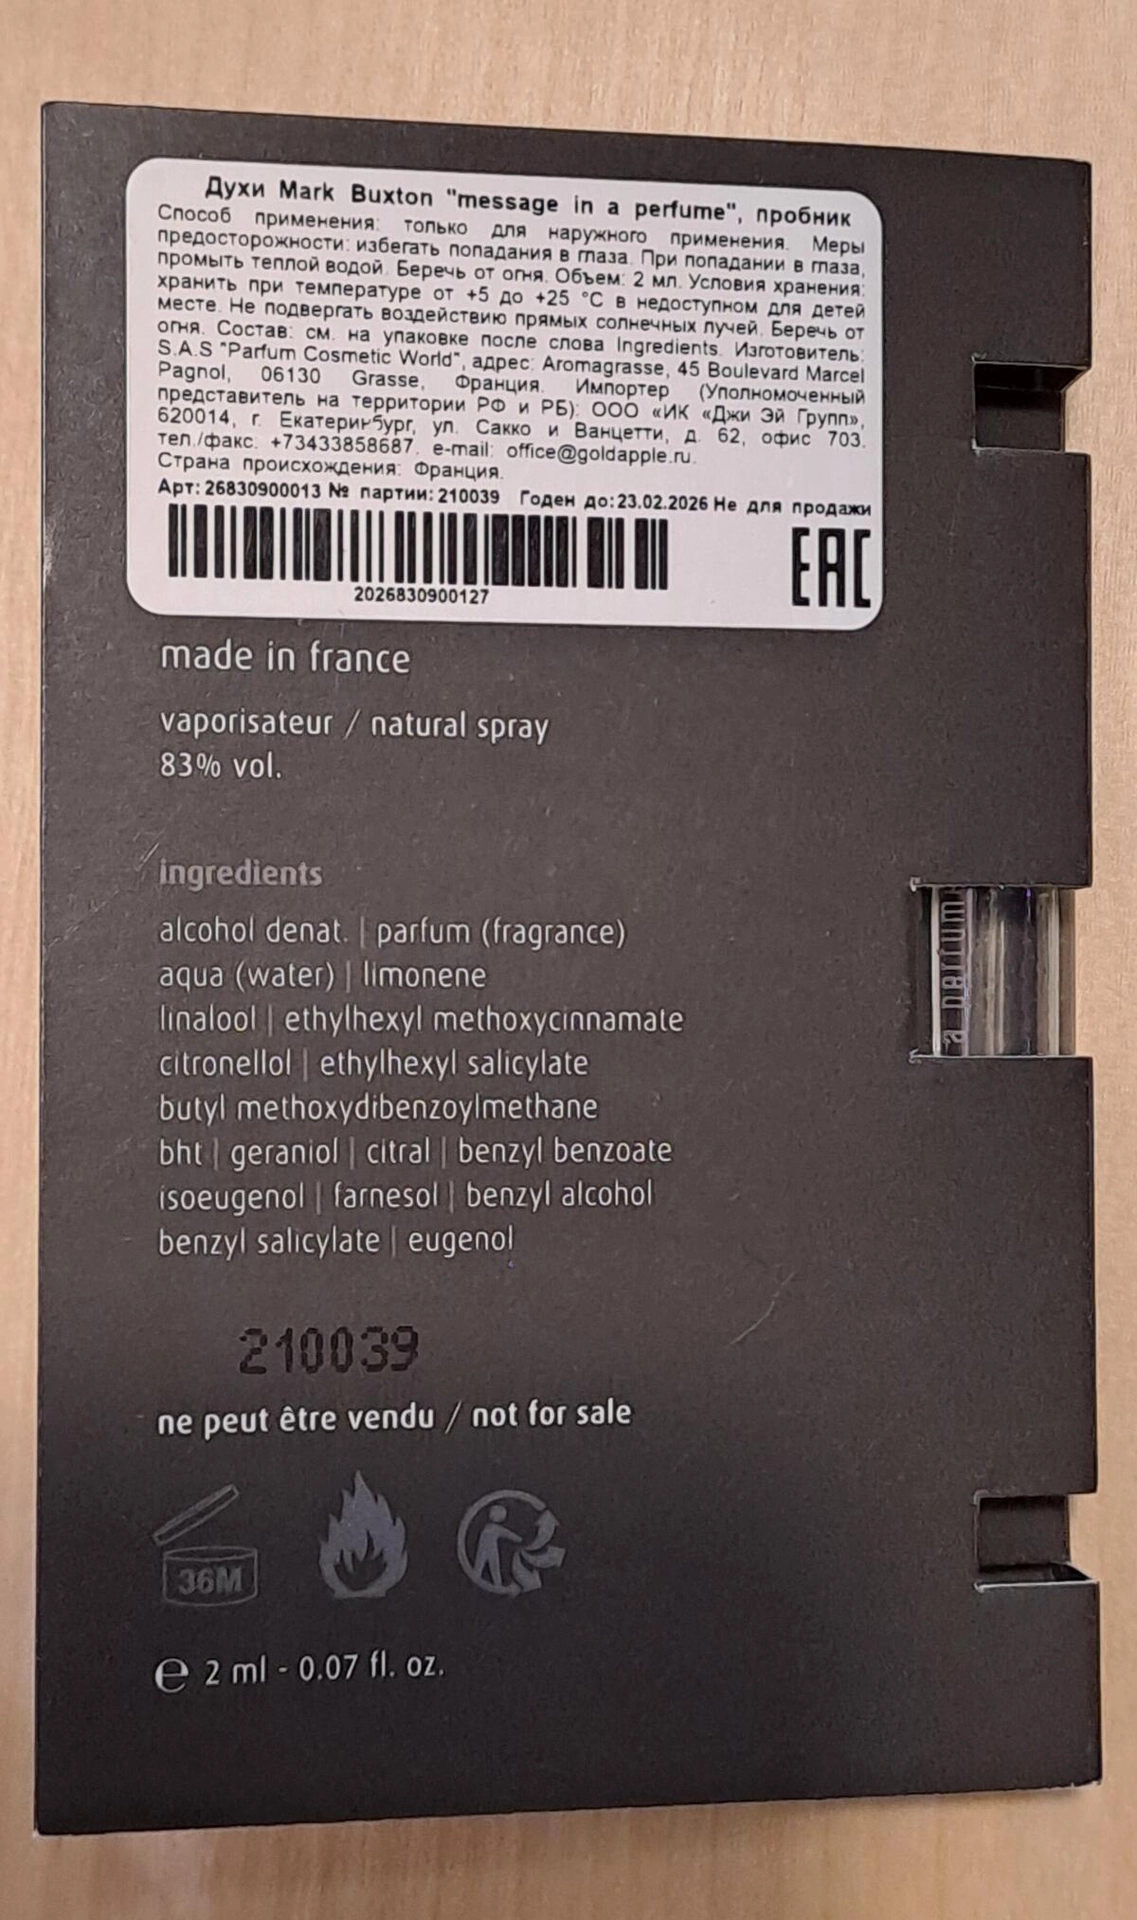 Духи Mark Buxton "message in a perfume", пробник
Способ применения: только для наружного применения. Меры
предосторожности: избегать попадания в глаза. При попадании в глаза,
промыть теплой водой. Беречь от огня. Объем: 2 мл. Условия хранения:
хранить при температуре от +5 до +25 °С в недоступном для детей
месте. Не подвергать воздействию прямых солнечных лучей. Беречь от
огня. Состав: см. на упаковке после слова Ingredients. Изготовитель:
S.A.S "Parfum Cosmetic World", адрес: Aromagrasse, 45 Boulevard Marcel
Pagnol, 06130 Grasse, Франция. Импортер (Уполномоченный
представитель на территории РФ и РБ): ООО «ИК «Джи Эй Групп»,
620014, г. Екатеринбург, ул. Сакко и Ванцетти, д. 62, офис 703.
тел./факс: +73433858687, e-mail: office@goldapple.ru.
Страна происхождения: Франция.
Арт: 26830900013 № партии: 210039 Годен до: 23.02.2026 Не для продажи
2026830900127
EAC
made in france
vaporisateur / natural spray
83% vol.
ingredients
alcohol denat. | parfum (fragrance)
aqua (water) | limonene
linalool | ethylhexyl methoxycinnamate
citronellol | ethylhexyl salicylate
butyl methoxydibenzoylmethane
bht | geraniol | citral | benzyl benzoate
isoeugenol | farnesol | benzyl alcohol
benzyl salicylate | eugenol
a perfume
210039
ne peut être vendu / not for sale
36M
e 2 ml - 0.07 fl. oz.